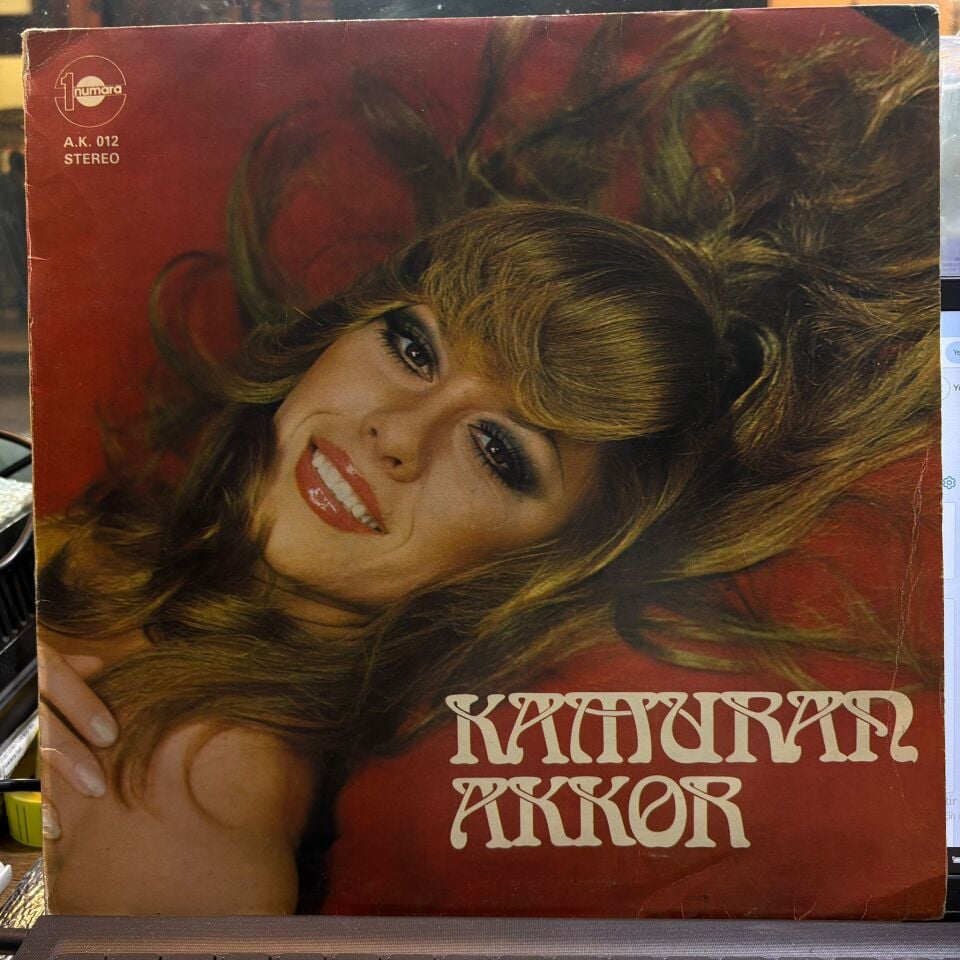 1 numara
A.K. 012
STEREO
KAMURAN
AKKOR